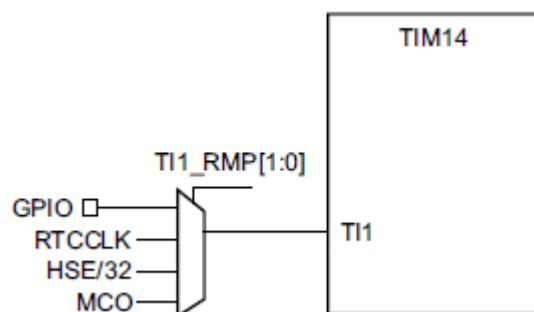 TIM14
TI1_RMP[1:0]
GPIO
RTCCLK
TI1
HSE/32
MCO